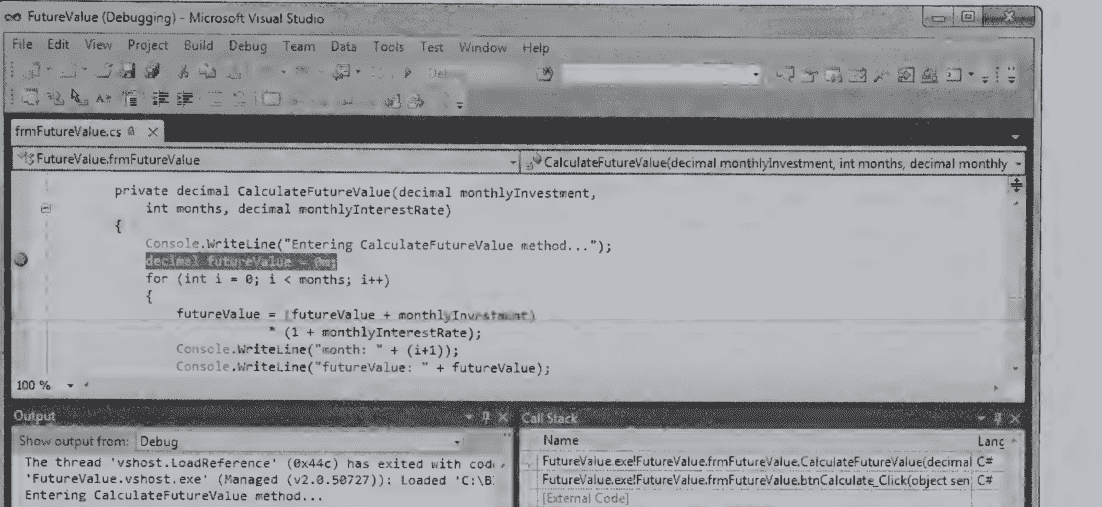 FutureValue (Debugging) - Microsoft Visual Studio
File Edit View Project Build Debug Team Data Tools Test Window Help
frmFutureValue.cs
FutureValue.frmFutureValue
CalculateFutureValue(decimal monthlyInvestment, int months, decimal monthly
private decimal CalculateFutureValue(decimal monthlyInvestment,
int months, decimal monthlyInterestRate)
{
Console.WriteLine("Entering CalculateFutureValue method...");
decimal futureValue = 0m;
for (int i = 0; i < months; i++)
{
futureValue = (futureValue + monthlyInvestment)
* (1 + monthlyInterestRate);
Console.WriteLine("month: " + (i+1));
Console.WriteLine("futureValue: " + futureValue);
100 %
Output
Show output from: Debug
The thread 'vshost.LoadReference' (0x44c) has exited with cod
'FutureValue.vshost.exe' (Managed (v2.0.50727)): Loaded 'C:\B
Entering CalculateFutureValue method...
Call Stack
Name Lang
FutureValue.exe!FutureValue.frmFutureValue.CalculateFutureValue(decimal C#
FutureValue.exe!FutureValue.frmFutureValue.btnCalculate_Click(object sen C#
[External Code]